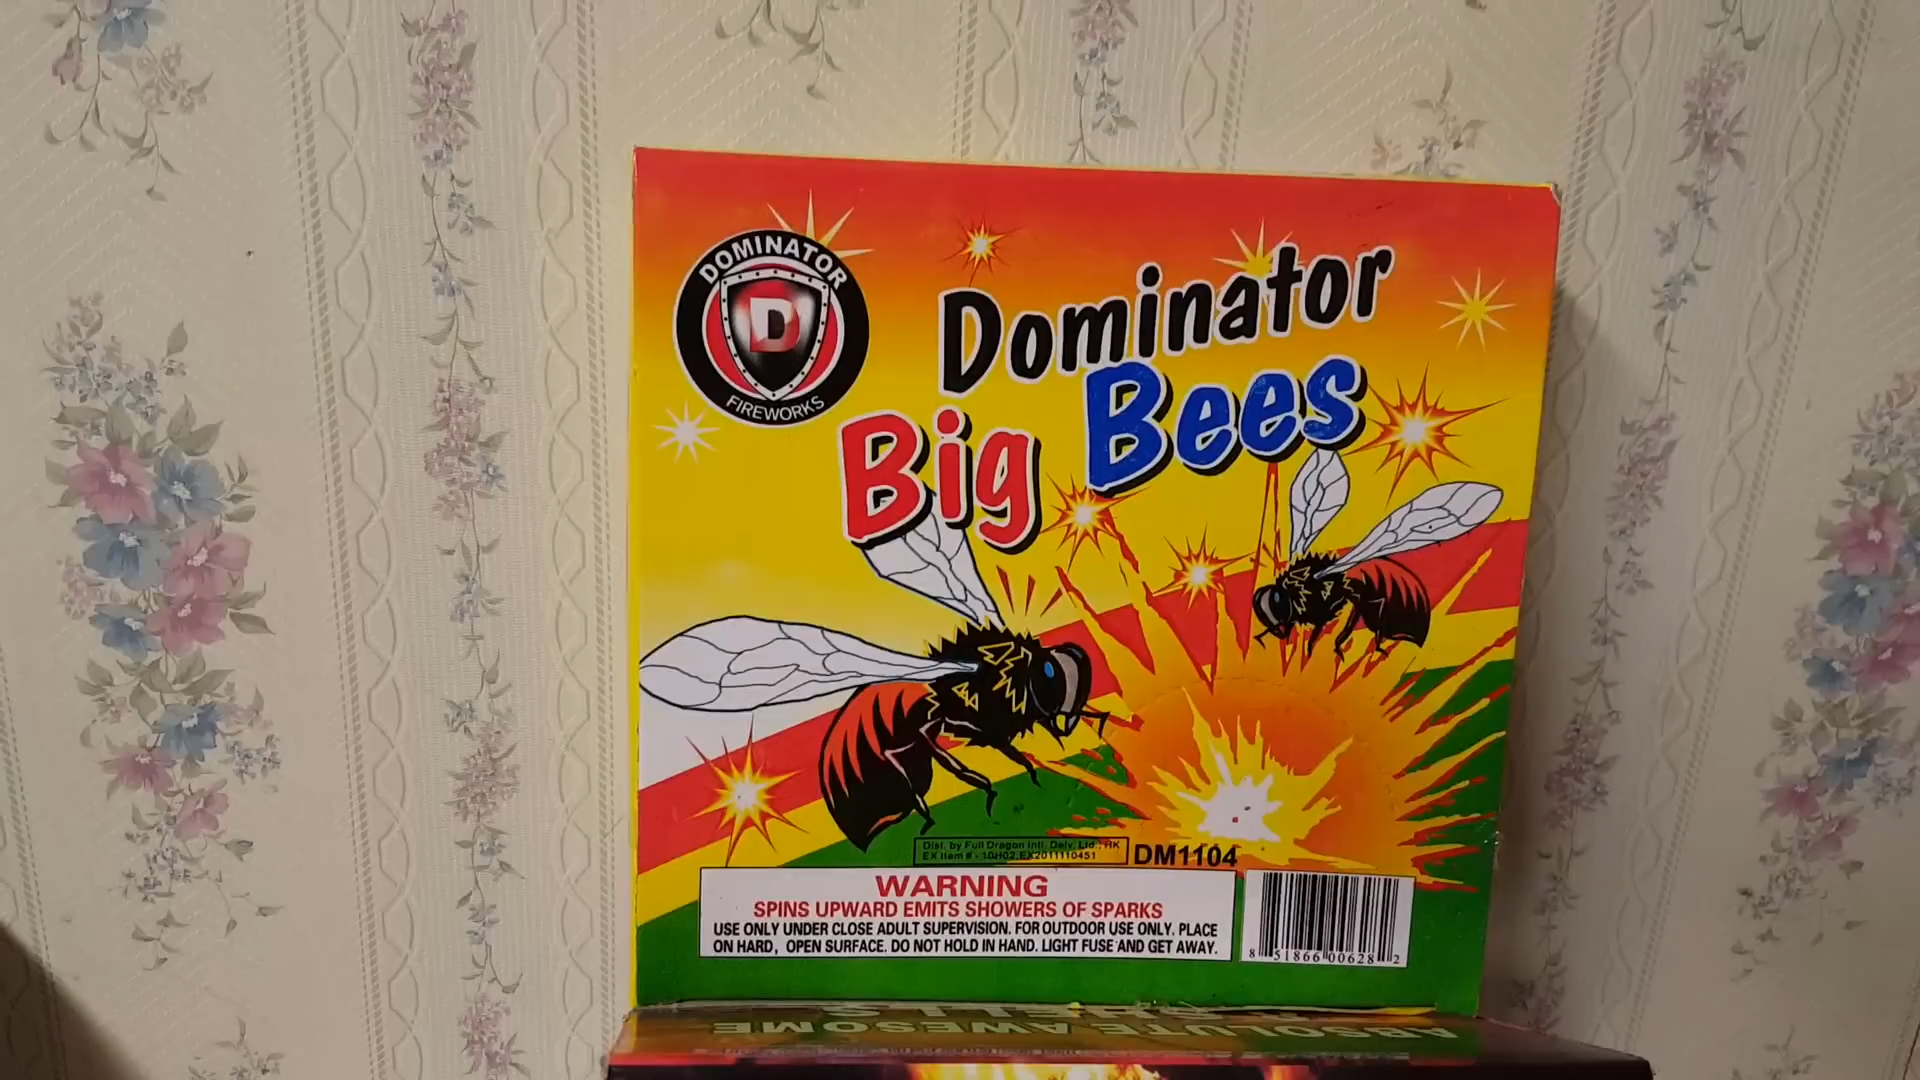 DOMINATOR
D
FIREWORKS
Dominator
Big Bees
Dist. by Full Dragon Intl. Delv. Ltd., HK
EX Item # - 10H02;EX2011110451
DM1104
WARNING
SPINS UPWARD EMITS SHOWERS OF SPARKS
USE ONLY UNDER CLOSE ADULT SUPERVISION. FOR OUTDOOR USE ONLY. PLACE
ON HARD, OPEN SURFACE. DO NOT HOLD IN HAND. LIGHT FUSE AND GET AWAY.
8 51866 00628 2
ABSOLUTE AWESOME